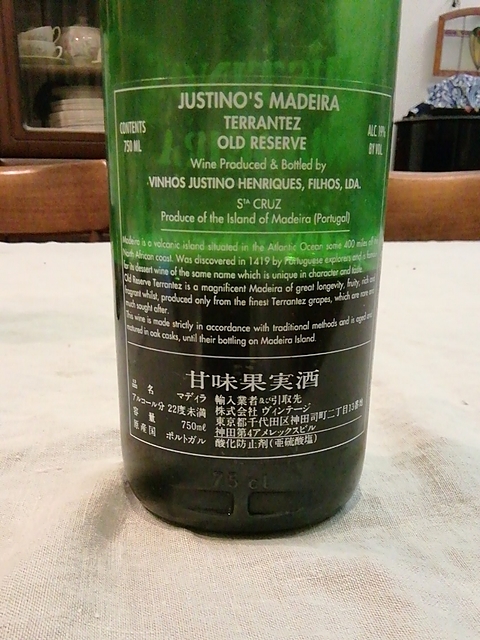 JUSTINO'S MADEIRA
CONTENTS
750 ML
TERRANTEZ
OLD RESERVE
ALC 19%
BY VOL.
Wine Produced & Bottled by
VINHOS JUSTINO HENRIQUES, FILHOS, LDA.
STA CRUZ
Produce of the Island of Madeira (Portugal)
Madeira is a volcanic island situated in the Atlantic Ocean some 400 miles off
North African coast. Was discovered in 1419 by Portuguese explorers and is
for its dessert wine of the same name which is unique in character and taste.
Old Reserve Terrantez is a magnificent Madeira of great longevity, fruity, rich and
fragrant whilst, produced only from the finest Terrantez grapes, which are rare and
much sought after.
This wine is made strictly in accordance with traditional methods and is aged and
matured in oak casks, until their bottling on Madeira Island.
甘味果実酒
品名 マデイラ
アルコール分 22度未満
容量 750mℓ
原産国 ポルトガル
輸入業者及び引取先
株式会社 ヴィンテージ
東京都千代田区神田司町二丁目13番地
神田第4アメレックスビル
酸化防止剤(亜硫酸塩)
75 cl